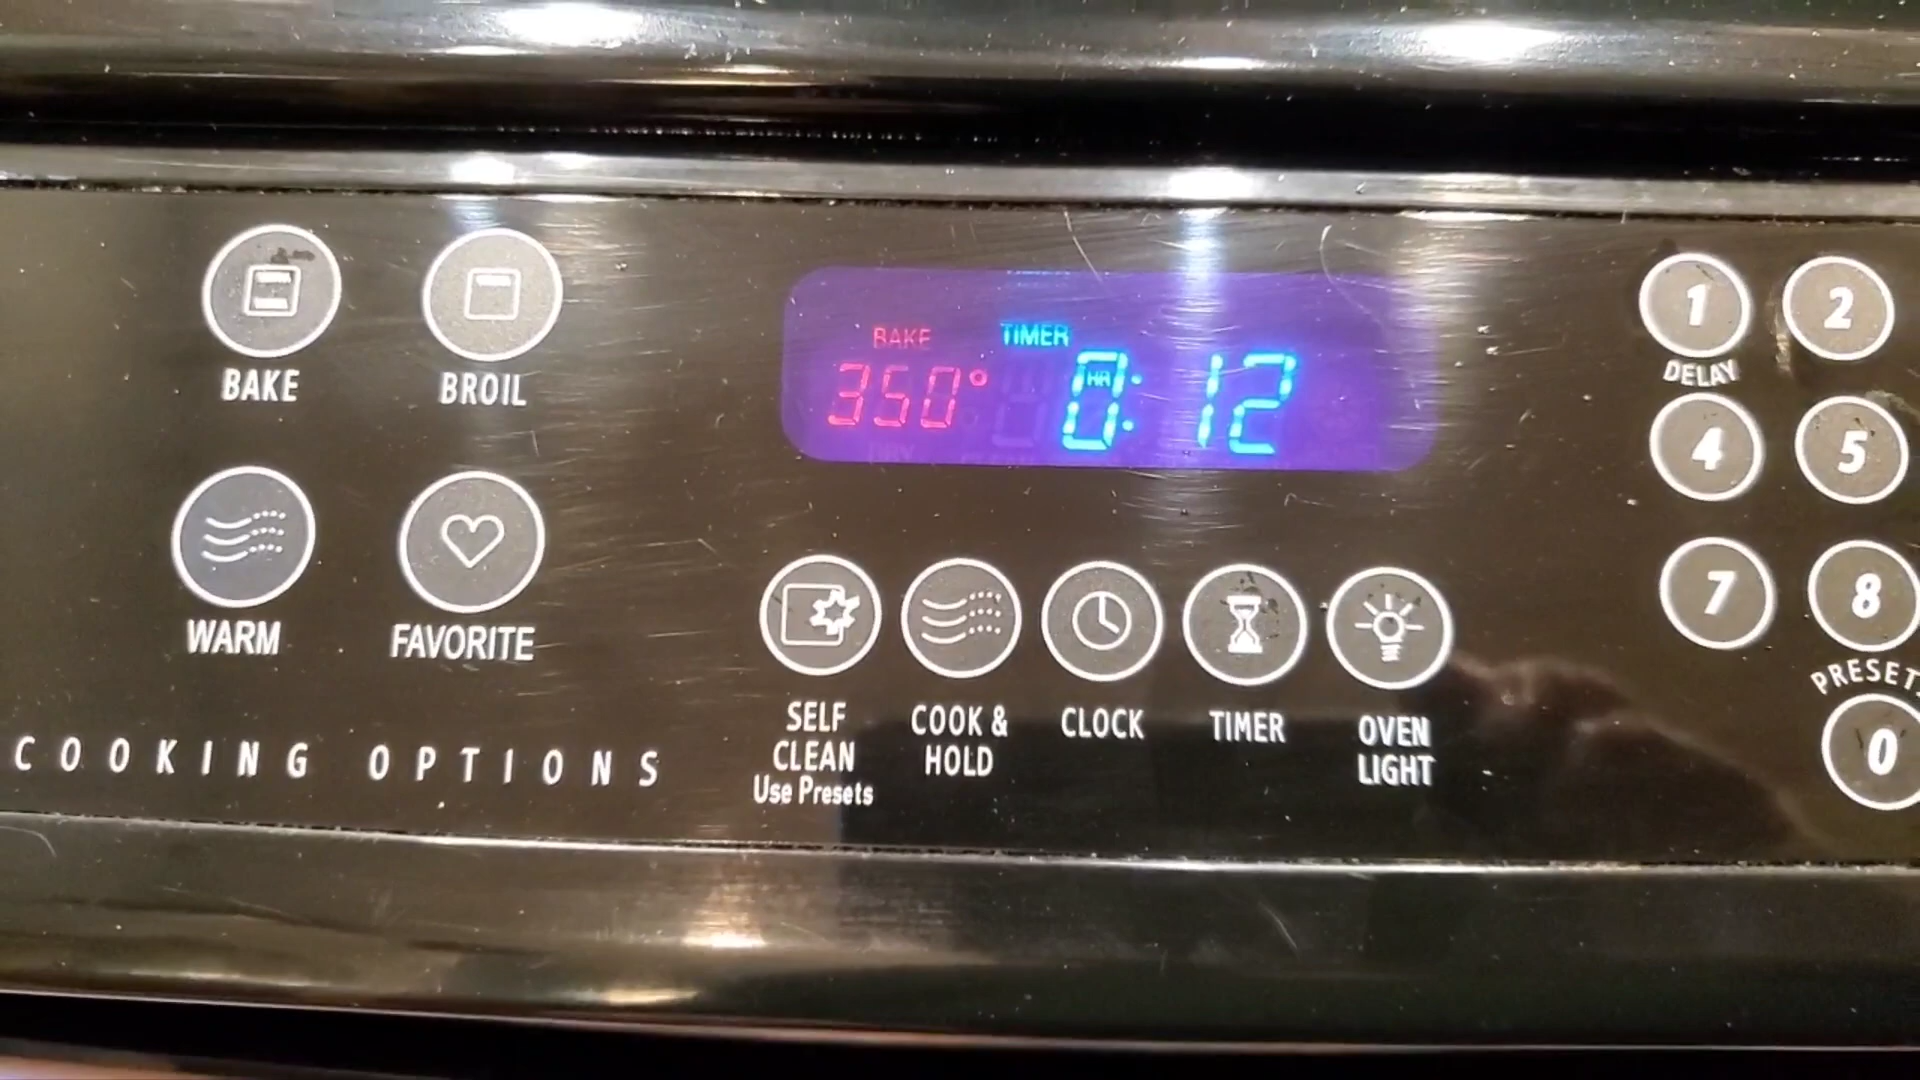 BAKE TIMER
350° 0:12
HR
BAKE BROIL
WARM FAVORITE
COOKING OPTIONS
SELF CLEAN
Use Presets
COOK & HOLD
CLOCK
TIMER
OVEN LIGHT
1 2
DELAY
4 5
7 8
PRESET
0